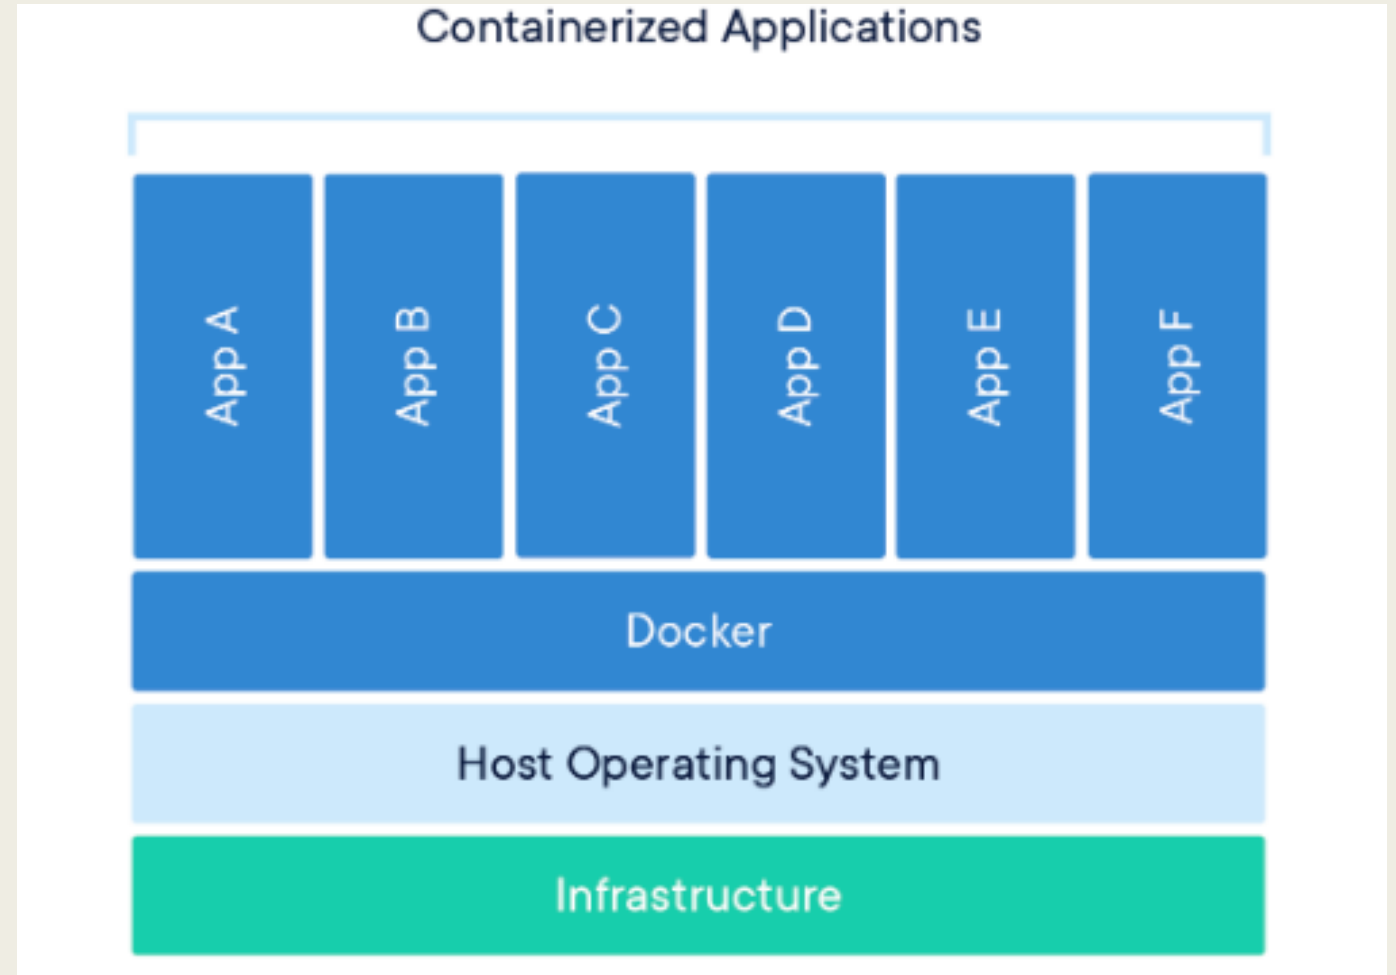 Containerized Applications
App A
App B
App C
App D
App E
App F
Docker
Host Operating System
Infrastructure